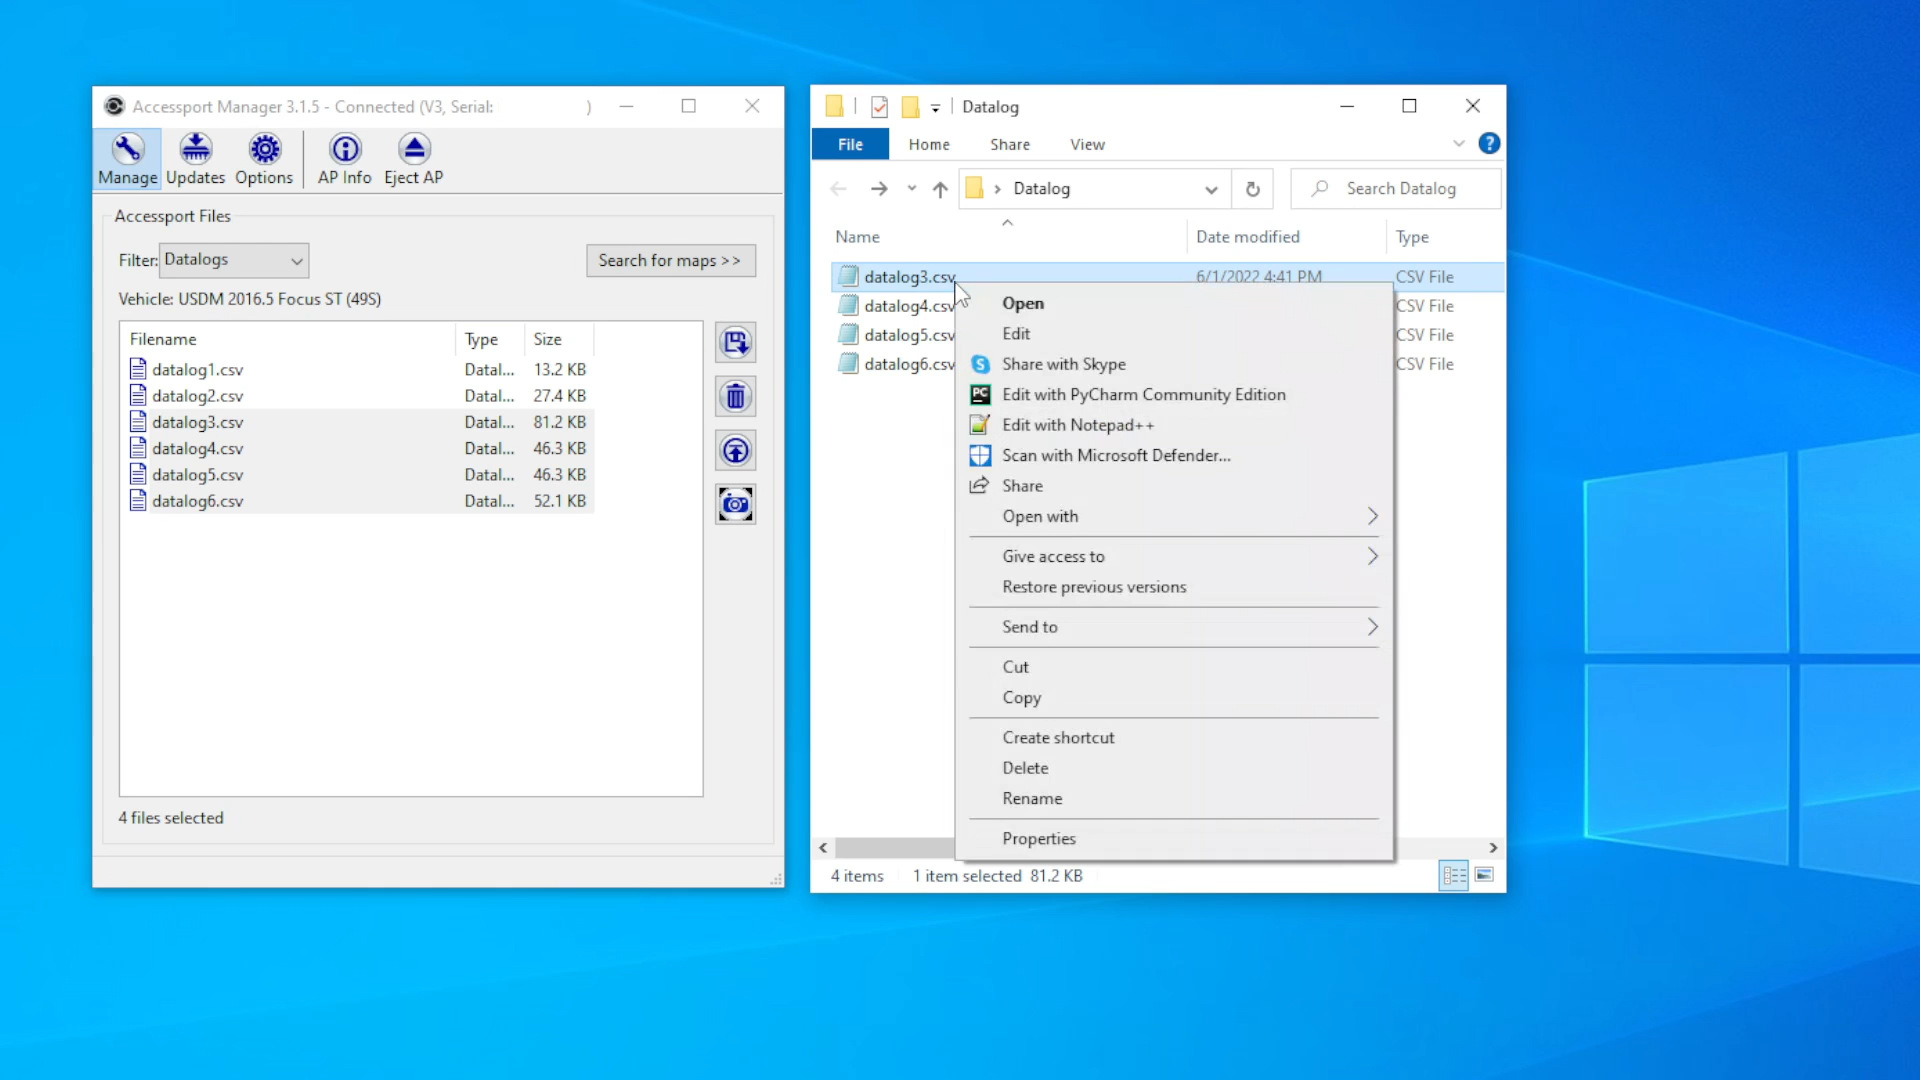 Accessport Manager 3.1.5 - Connected (V3, Serial: )
Manage Updates Options AP Info Eject AP
Accessport Files
Filter: Datalogs Search for maps >>
Vehicle: USDM 2016.5 Focus ST (49S)
Filename Type Size
datalog1.csv Datal... 13.2 KB
datalog2.csv Datal... 27.4 KB
datalog3.csv Datal... 81.2 KB
datalog4.csv Datal... 46.3 KB
datalog5.csv Datal... 46.3 KB
datalog6.csv Datal... 52.1 KB
4 files selected
Datalog
File Home Share View
Datalog Search Datalog
Name Date modified Type
datalog3.csv 6/1/2022 4:41 PM CSV File
datalog4.csv CSV File
datalog5.csv CSV File
datalog6.csv CSV File
Open
Edit
Share with Skype
Edit with PyCharm Community Edition
Edit with Notepad++
Scan with Microsoft Defender...
Share
Open with
Give access to
Restore previous versions
Send to
Cut
Copy
Create shortcut
Delete
Rename
Properties
4 items 1 item selected 81.2 KB